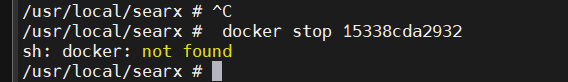 /usr/local/searx # ^C
/usr/local/searx #  docker stop 15338cda2932
sh: docker: not found
/usr/local/searx #